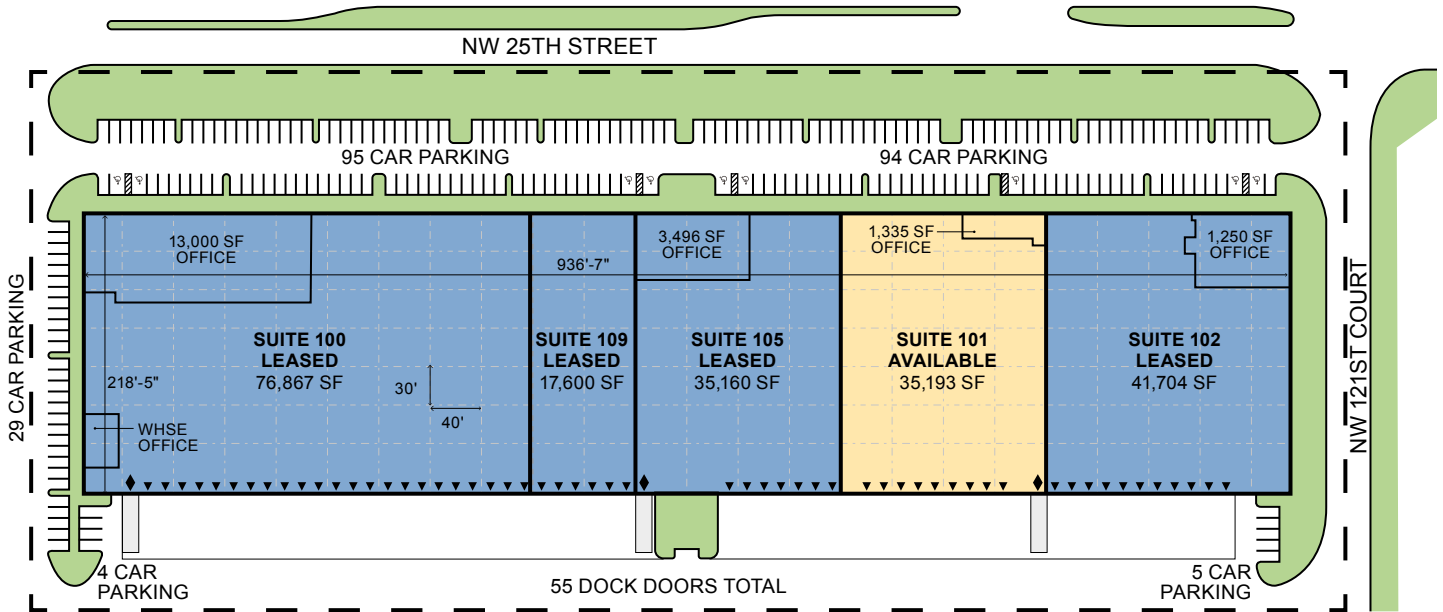 NW 25TH STREET
95 CAR PARKING
94 CAR PARKING
13,000 SF
OFFICE
936'-7"
3,496 SF
OFFICE
1,335 SF
OFFICE
1,250 SF
OFFICE
29 CAR PARKING
218'-5"
SUITE 100
LEASED
76,867 SF
30'
40'
WHSE
OFFICE
SUITE 109
LEASED
17,600 SF
SUITE 105
LEASED
35,160 SF
SUITE 101
AVAILABLE
35,193 SF
SUITE 102
LEASED
41,704 SF
NW 121ST COURT
4 CAR
PARKING
55 DOCK DOORS TOTAL
5 CAR
PARKING